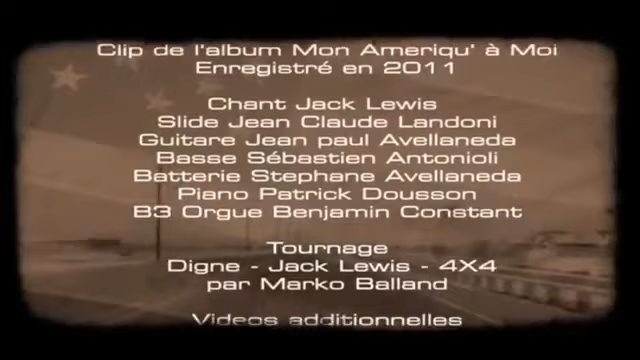 Clip de l'album Mon Ameriqu' à Moi
Enregistré en 2011
Chant Jack Lewis
Slide Jean Claude Landoni
Guitare Jean paul Avellaneda
Basse Sébastien Antonioli
Batterie Stephane Avellaneda
Piano Patrick Dousson
B3 Orgue Benjamin Constant
Tournage
Digne - Jack Lewis - 4X4
par Marko Balland
Videos additionnelles